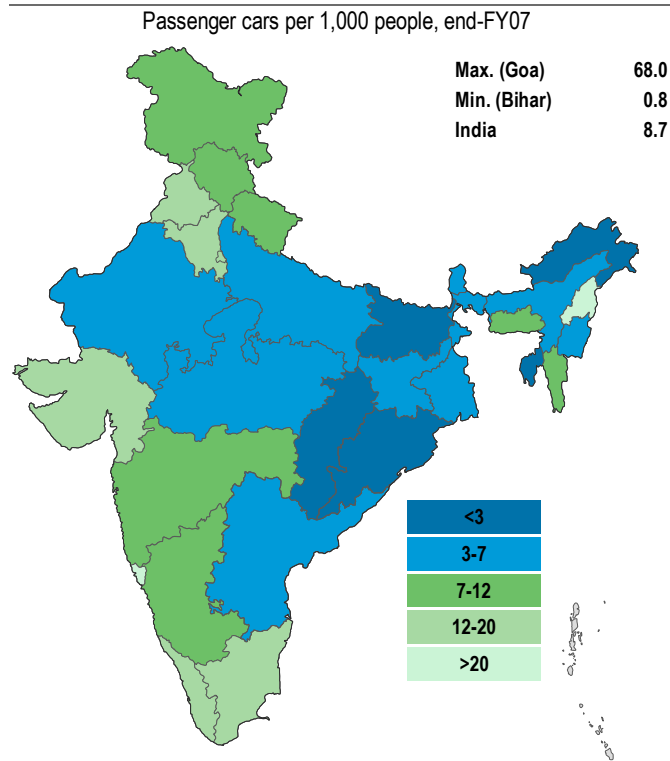 Passenger cars per 1,000 people, end-FY07
Max. (Goa) 68.0
Min. (Bihar) 0.8
India 8.7
<3
3-7
7-12
12-20
>20